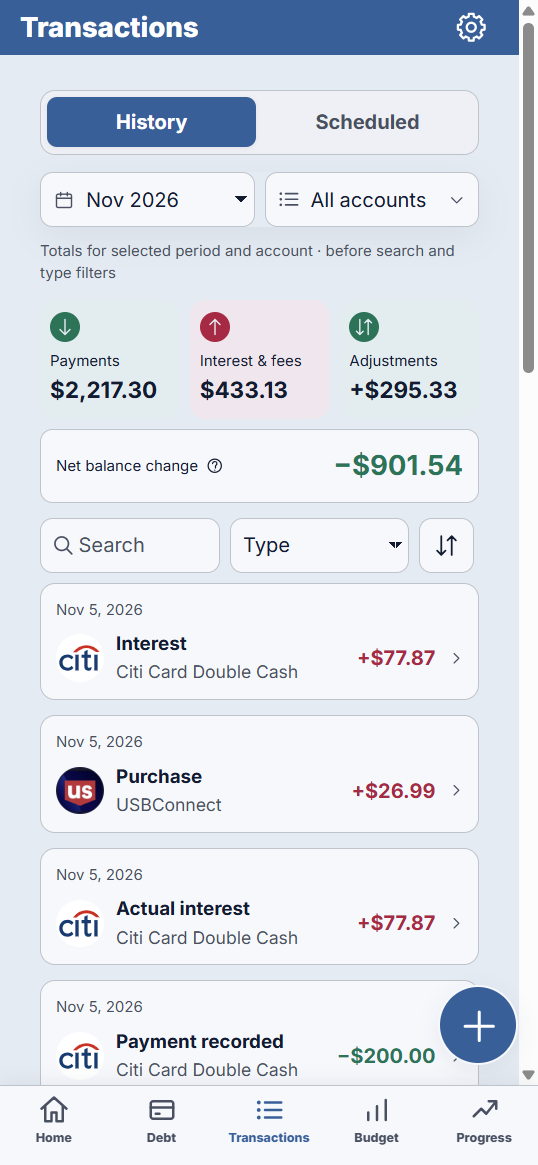 Transactions
History
Scheduled
Nov 2026
All accounts
Totals for selected period and account · before search and
type filters
Payments
$2,217.30
Interest & fees
$433.13
Adjustments
+$295.33
Net balance change
−$901.54
Search
Type
Nov 5, 2026
citi
Interest
Citi Card Double Cash
+$77.87
Nov 5, 2026
us
Purchase
USBConnect
+$26.99
Nov 5, 2026
citi
Actual interest
Citi Card Double Cash
+$77.87
Nov 5, 2026
citi
Payment recorded
Citi Card Double Cash
−$200.00
Home
Debt
Transactions
Budget
Progress